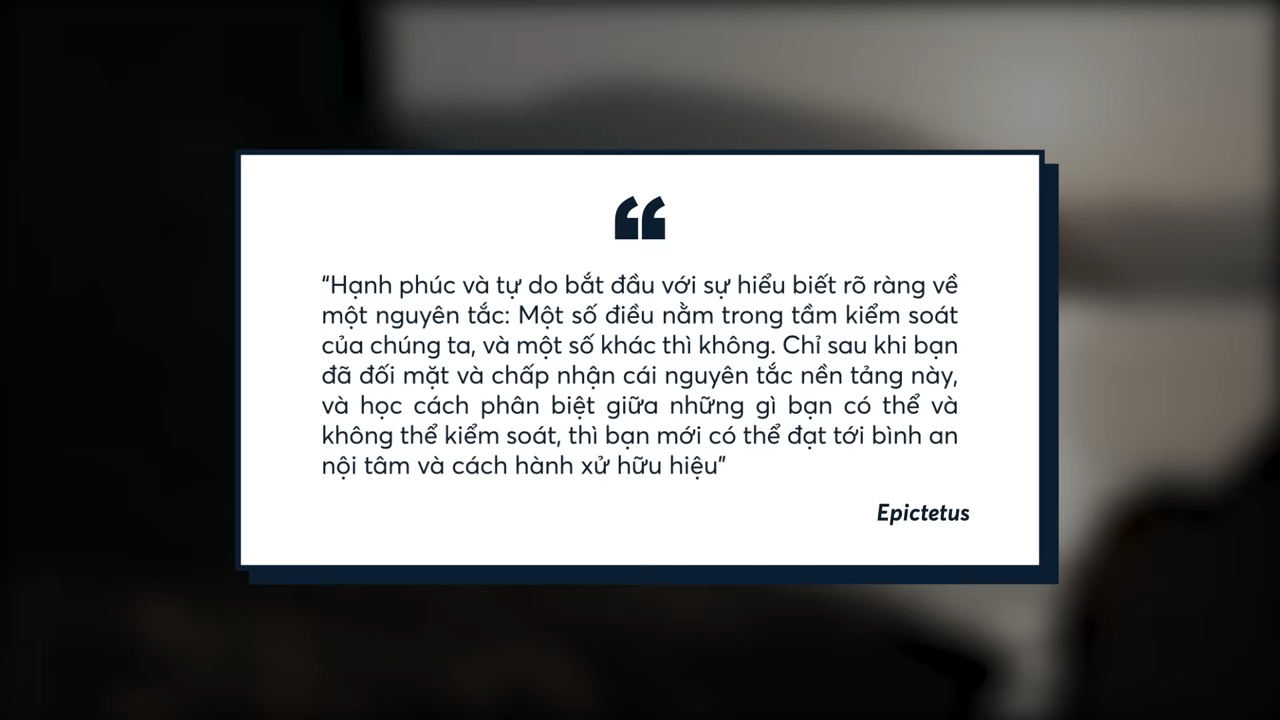 “Hạnh phúc và tự do bắt đầu với sự hiểu biết rõ ràng về
một nguyên tắc: Một số điều nằm trong tầm kiểm soát
của chúng ta, và một số khác thì không. Chỉ sau khi bạn
đã đối mặt và chấp nhận cái nguyên tắc nền tảng này,
và học cách phân biệt giữa những gì bạn có thể và
không thể kiểm soát, thì bạn mới có thể đạt tới bình an
nội tâm và cách hành xử hữu hiệu”
Epictetus